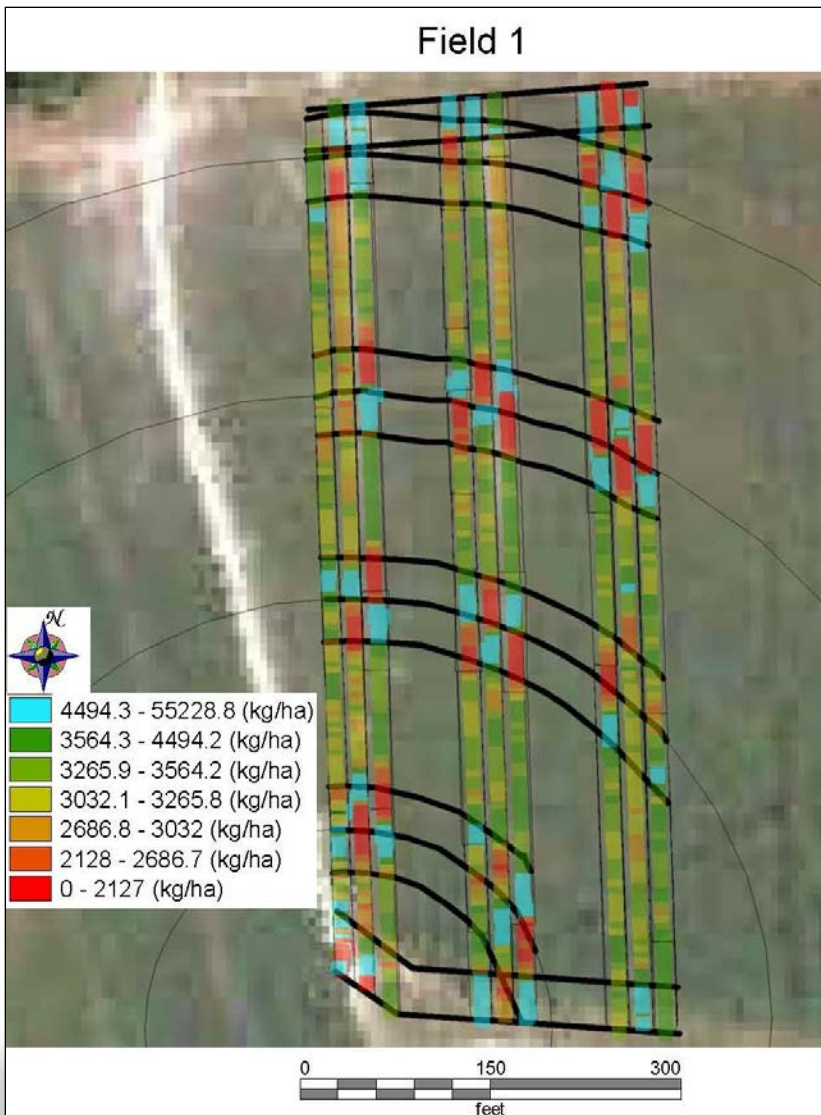 Field 1
N
4494.3 - 55228.8 (kg/ha)
3564.3 - 4494.2 (kg/ha)
3265.9 - 3564.2 (kg/ha)
3032.1 - 3265.8 (kg/ha)
2686.8 - 3032 (kg/ha)
2128 - 2686.7 (kg/ha)
0 - 2127 (kg/ha)
0 150 300
feet